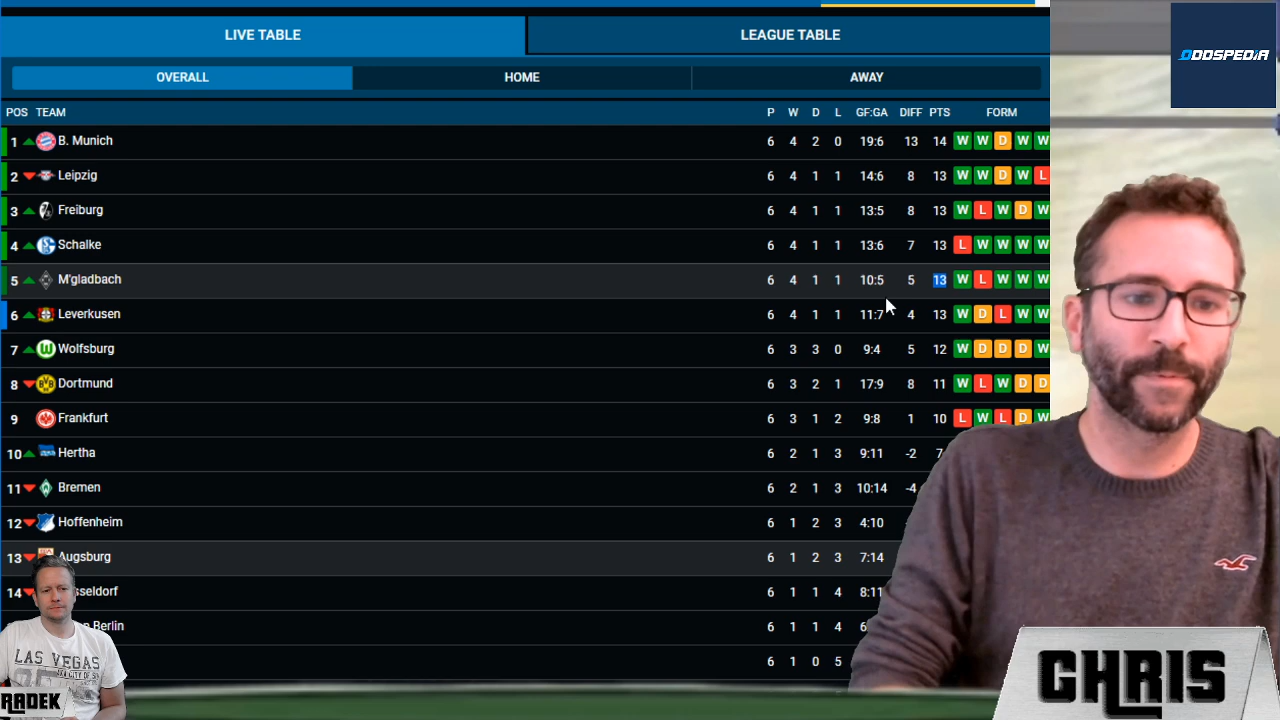 ODDSPEDiA
LIVE TABLE LEAGUE TABLE
OVERALL HOME AWAY
POS TEAM P W D L GF:GA DIFF PTS FORM
1 B. Munich 6 4 2 0 19:6 13 14 W W D W W
2 Leipzig 6 4 1 1 14:6 8 13 W W D W L
3 Freiburg 6 4 1 1 13:5 8 13 W L W D W
4 Schalke 6 4 1 1 13:6 7 13 L W W W W
5 M'gladbach 6 4 1 1 10:5 5 13 W L W W W
6 Leverkusen 6 4 1 1 11:7 4 13 W D L W W
7 Wolfsburg 6 3 3 0 9:4 5 12 W D D D W
8 Dortmund 6 3 2 1 17:9 8 11 W L W D D
9 Frankfurt 6 3 1 2 9:8 1 10 L W L D W
10 Hertha 6 2 1 3 9:11 -2 7
11 Bremen 6 2 1 3 10:14 -4
12 Hoffenheim 6 1 2 3 4:10
13 Augsburg 6 1 2 3 7:14
14 sseldorf 6 1 1 4 8:11
Berlin 6 1 1 4 6
6 1 0 5
LAS VEGAS
RADEK
CHRIS